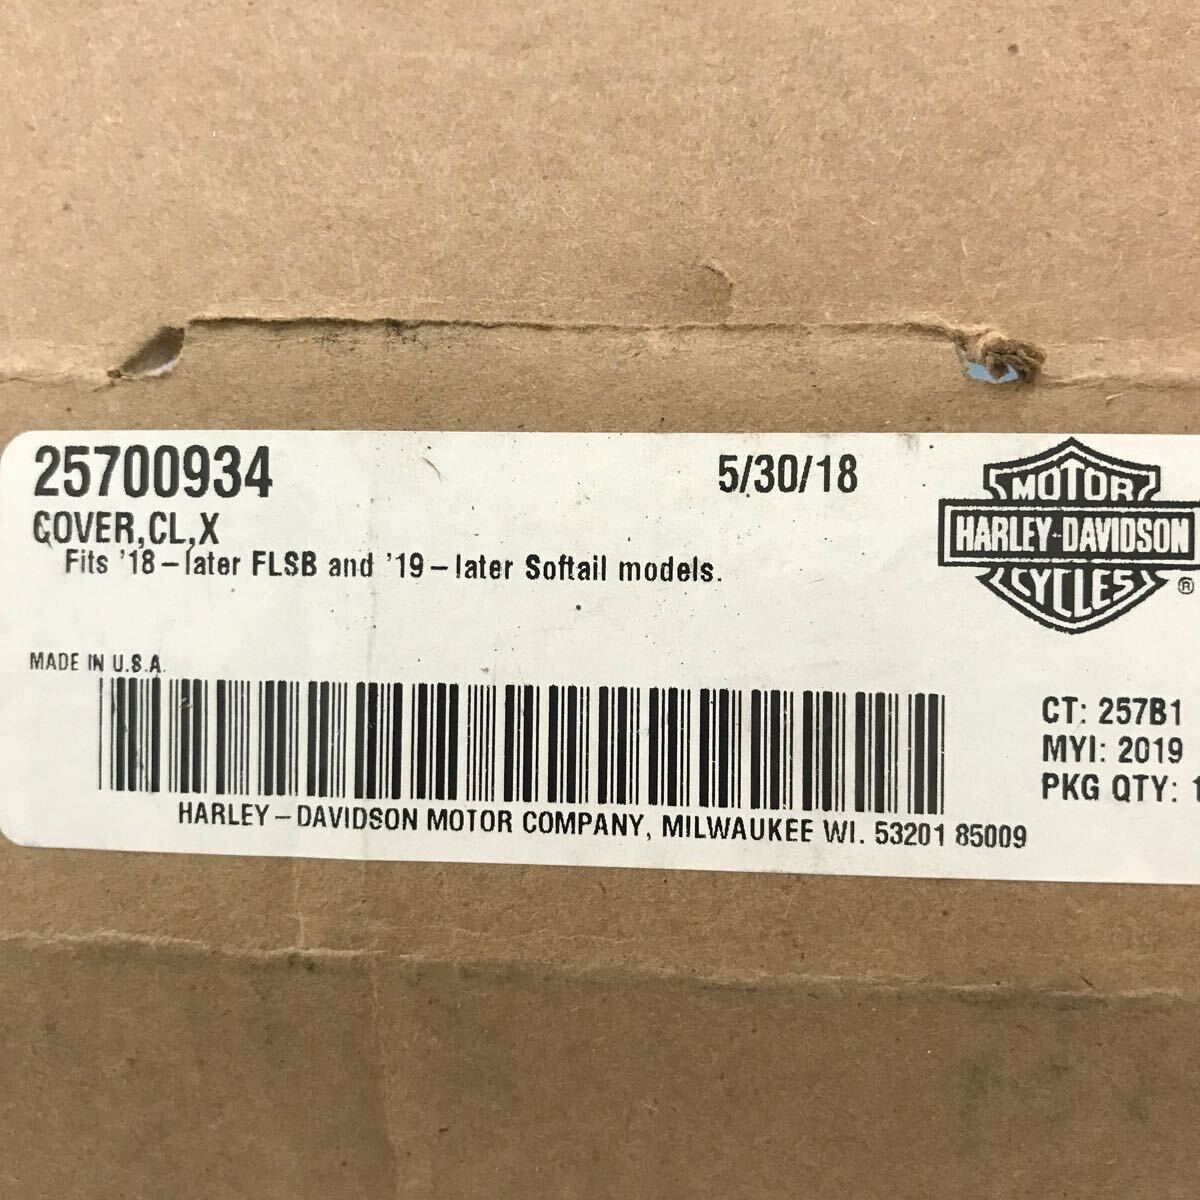 25700934
5/30/18
COVER,CL,X
Fits '18-later FLSB and '19-later Softail models.
MOTOR
HARLEY-DAVIDSON
CYCLES
®
MADE IN U.S.A.
CT: 257B1
MYI: 2019
PKG QTY: 1
HARLEY-DAVIDSON MOTOR COMPANY, MILWAUKEE WI. 53201 85009